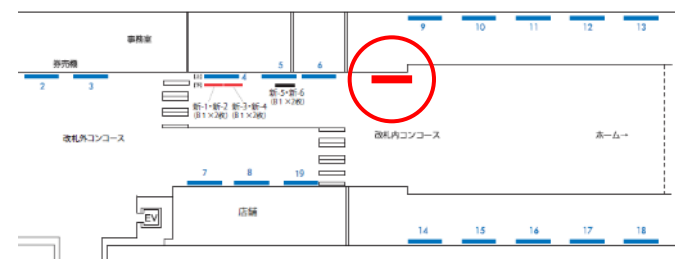 9 10 11 12 13
事務室
券売機
5 6
4
[旧]
[新]
2 3
新-1・新-2
(B1×2枚)
新-3・新-4
(B1×2枚)
新-5・新-6
(B1×2枚)
改札外コンコース
改札内コンコース
ホーム→
7 8 19
店舗
EV
14 15 16 17 18